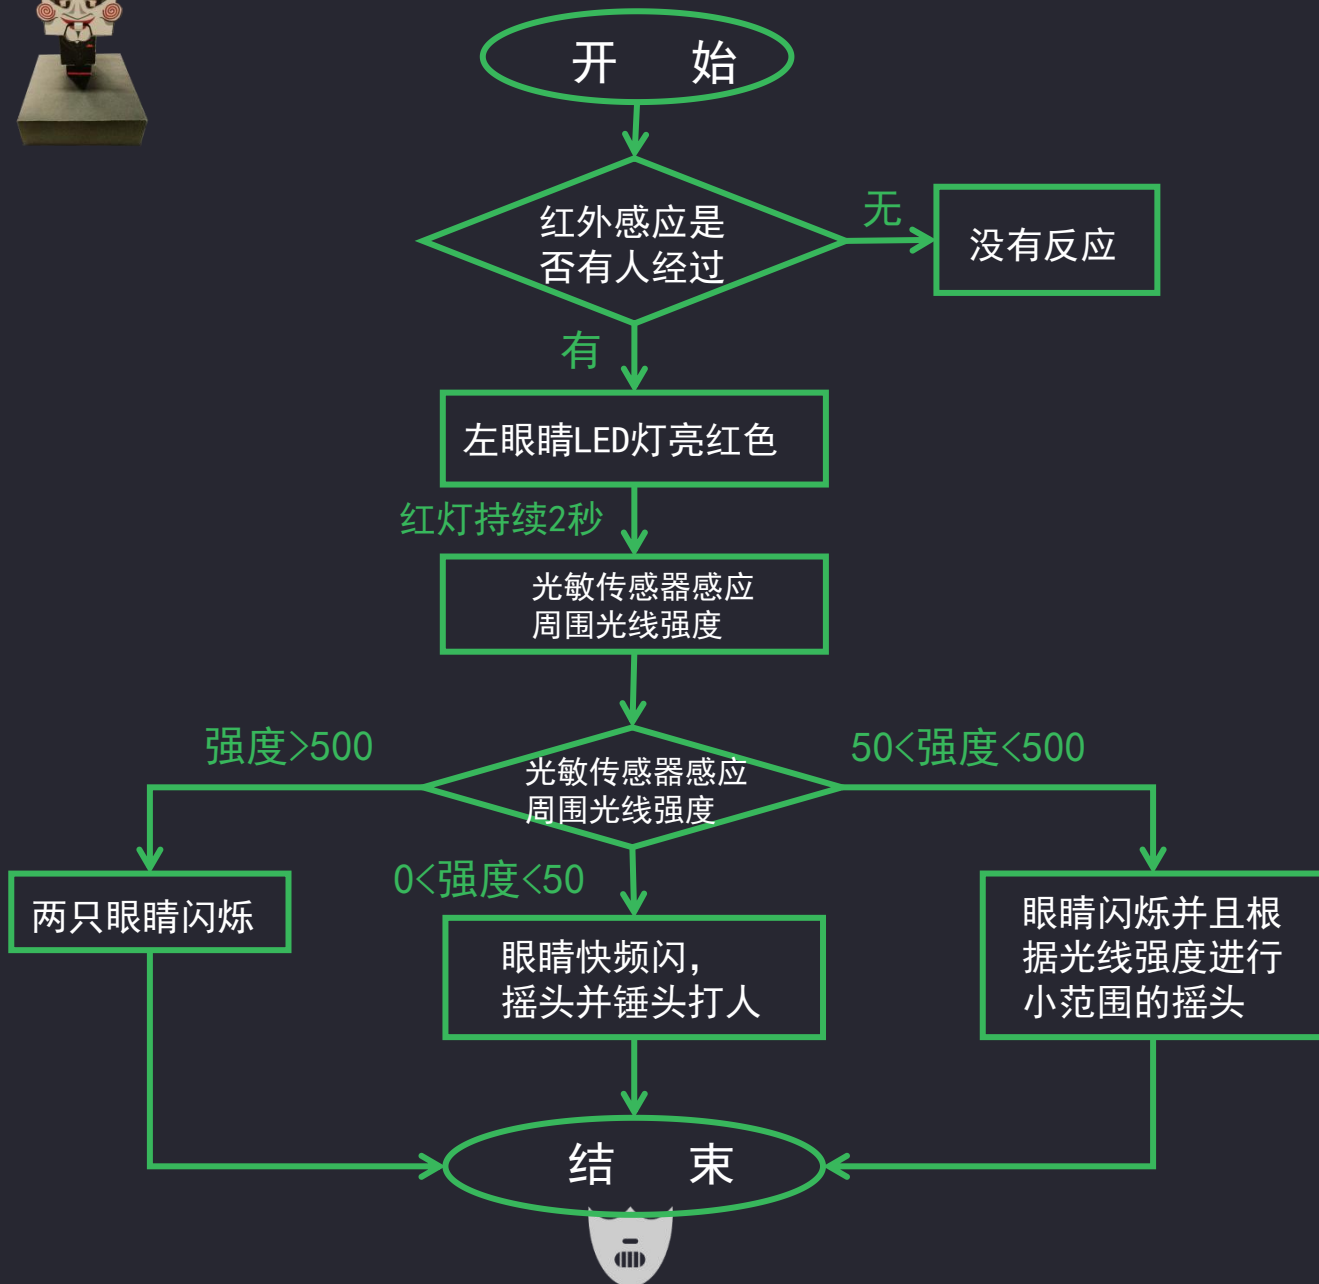 开 始
红外感应是
否有人经过
无
没有反应
有
左眼睛LED灯亮红色
红灯持续2秒
光敏传感器感应
周围光线强度
强度>500
光敏传感器感应
周围光线强度
50<强度<500
0<强度<50
两只眼睛闪烁
眼睛快频闪，
摇头并锤头打人
眼睛闪烁并且根
据光线强度进行
小范围的摇头
结 束